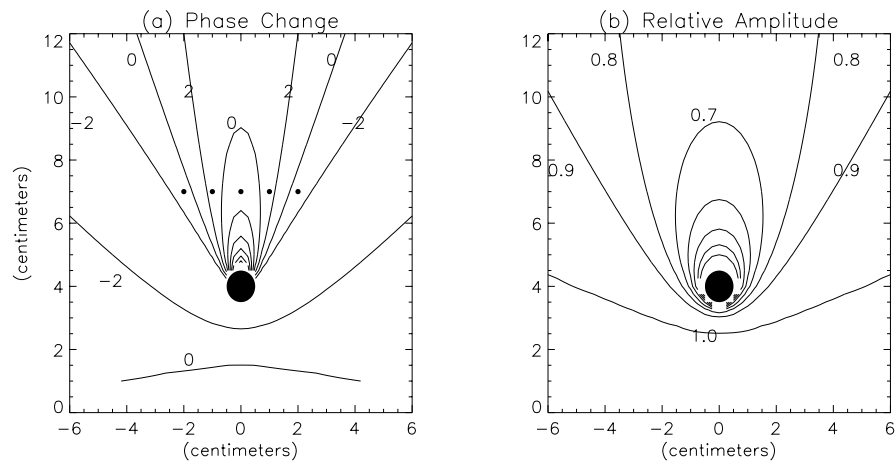 (a) Phase Change
12
10
8
6
4
2
0
-6 -4 -2 0 2 4 6
(centimeters)
(centimeters)
0 0
2 2
-2 0 -2
-2
0
(b) Relative Amplitude
12
10
8
6
4
2
0
-6 -4 -2 0 2 4 6
(centimeters)
0.8 0.8
0.7
0.9 0.9
1.0